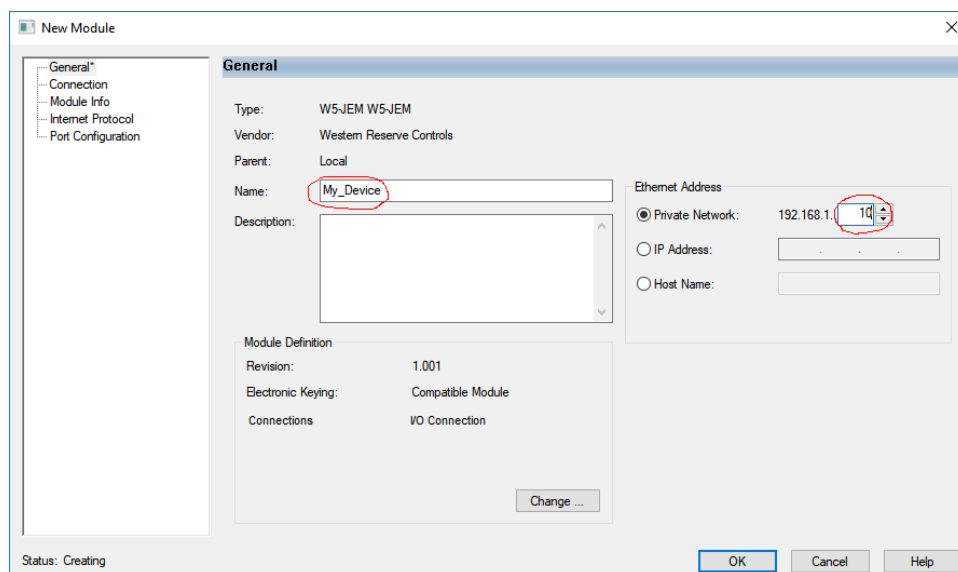 New Module
General*
Connection
Module Info
Internet Protocol
Port Configuration
General
Type: W5-JEM W5-JEM
Vendor: Western Reserve Controls
Parent: Local
Name: My_Device
Description:
Ethernet Address
Private Network: 192.168.1. 10
IP Address: . . .
Host Name:
Module Definition
Revision: 1.001
Electronic Keying: Compatible Module
Connections I/O Connection
Change ...
Status: Creating
OK Cancel Help